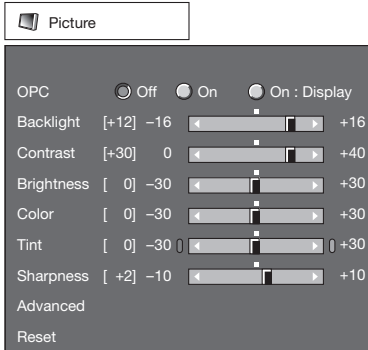 Picture
OPC Off On On : Display
Backlight [+12] −16 +16
Contrast [+30] 0 +40
Brightness [ 0] −30 +30
Color [ 0] −30 +30
Tint [ 0] −30 +30
Sharpness [ +2] −10 +10
Advanced
Reset